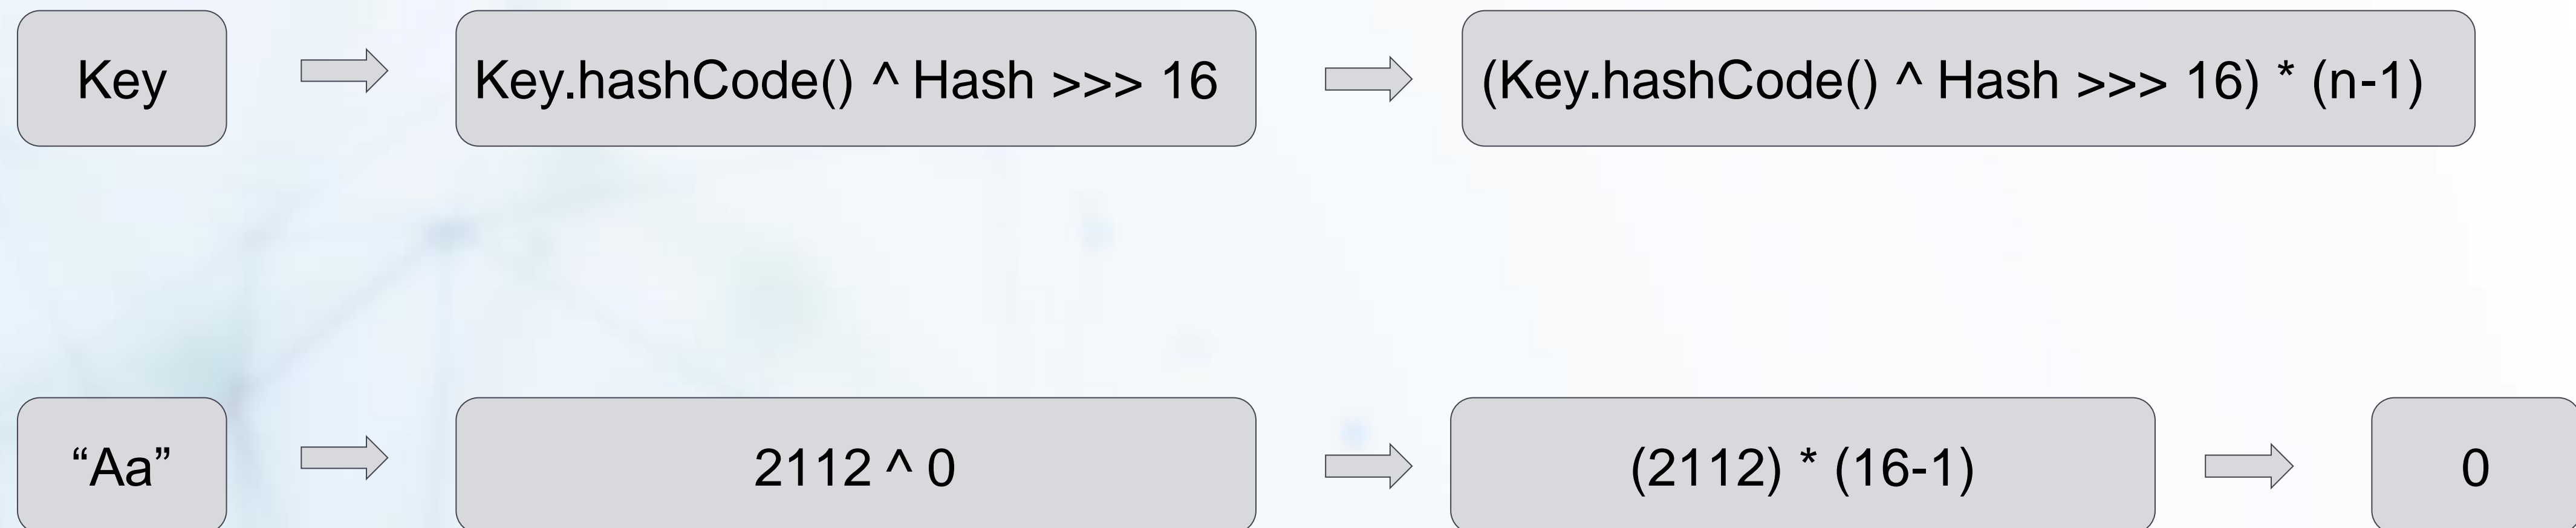 Key
Key.hashCode() ^ Hash >>> 16
(Key.hashCode() ^ Hash >>> 16) * (n-1)
“Aa”
2112 ^ 0
(2112) * (16-1)
0